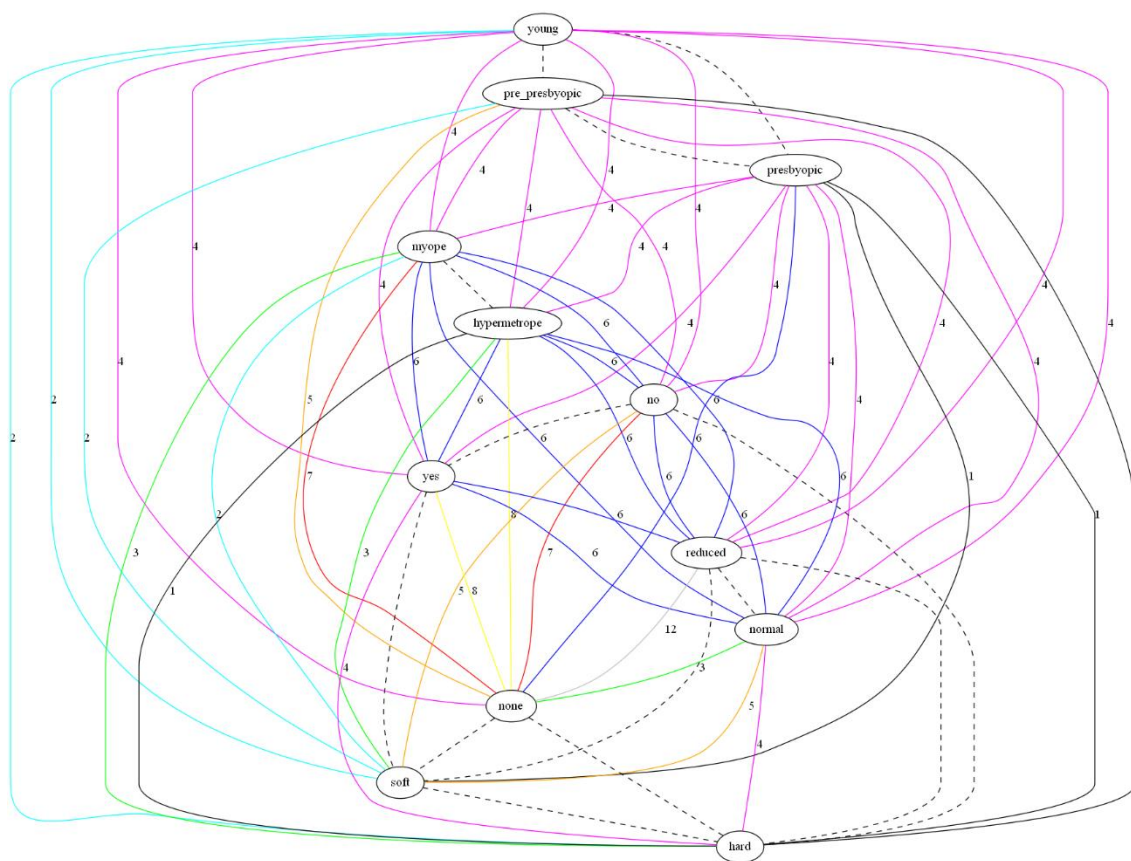 young
pre_presbyopic
4
presbyopic
4 4 4
4 4 4
myope
4 4 4
4 4 4
hypermetrope
6 4 4 4
6 6 4
5 no 6 4
2 2 2 6 6 1
7 yes 6 6 6
2 8 6 6 6 1
3 3 7 reduced
1 5 8
12 normal
4 3
none 5
4
soft
hard